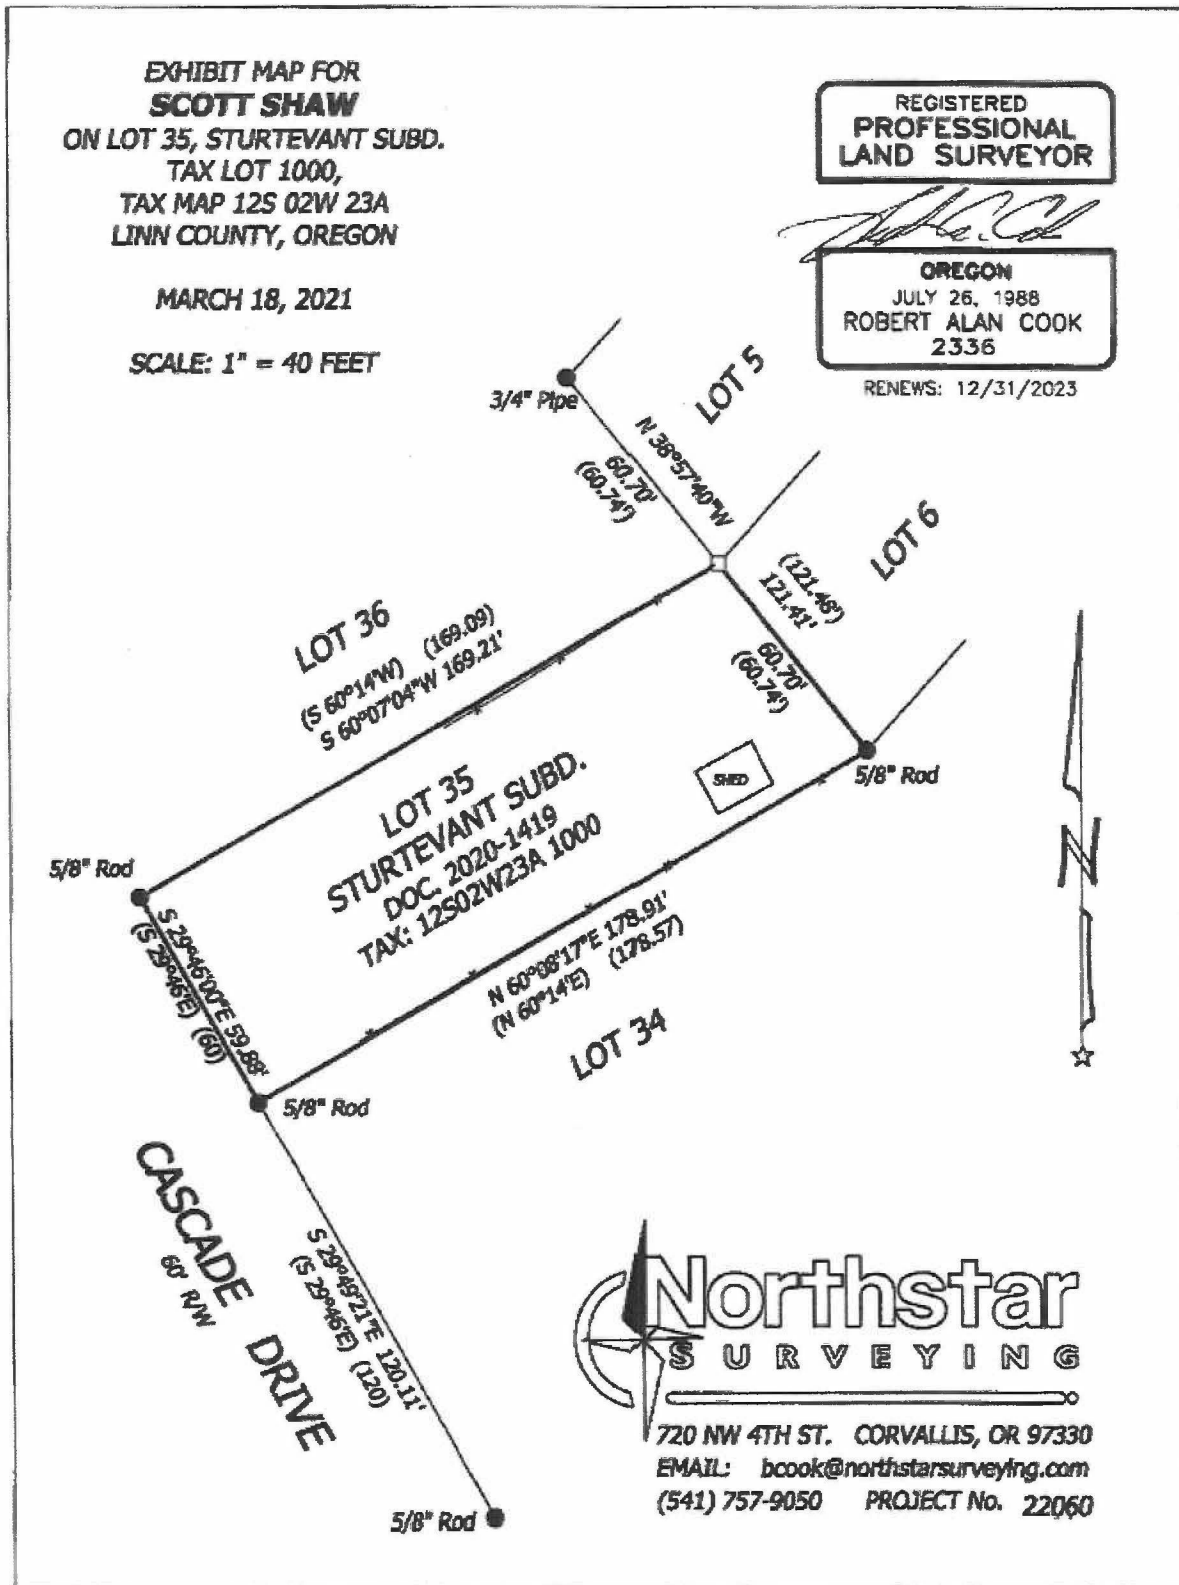 EXHIBIT MAP FOR
SCOTT SHAW
ON LOT 35, STURTEVANT SUBD.
TAX LOT 1000,
TAX MAP 12S 02W 23A
LINN COUNTY, OREGON
MARCH 18, 2021
SCALE: 1" = 40 FEET
REGISTERED
PROFESSIONAL
LAND SURVEYOR
OREGON
JULY 26, 1988
ROBERT ALAN COOK
2336
RENEWS: 12/31/2023
3/4" Pipe
LOT 5
N 38°57'40"W
60.70'
(60.74')
LOT 6
(121.48')
121.41'
60.70'
(60.74')
LOT 36
(S 60°14'W) (169.09)
S 60°07'04"W 169.21'
SHED
5/8" Rod
LOT 35
STURTEVANT SUBD.
DOC. 2020-1419
TAX: 12S02W23A 1000
5/8" Rod
S 29°46'00"E 59.88'
(S 29°46'E) (60)
N 60°08'17"E 178.91'
(N 60°14'E) (178.57)
LOT 34
N
5/8" Rod
CASCADE DRIVE
60' R/W
S 29°49'21"E 120.11'
(S 29°46'E) (120)
5/8" Rod
Northstar
SURVEYING
720 NW 4TH ST. CORVALLIS, OR 97330
EMAIL: bcook@northstarsurveying.com
(541) 757-9050 PROJECT No. 22060